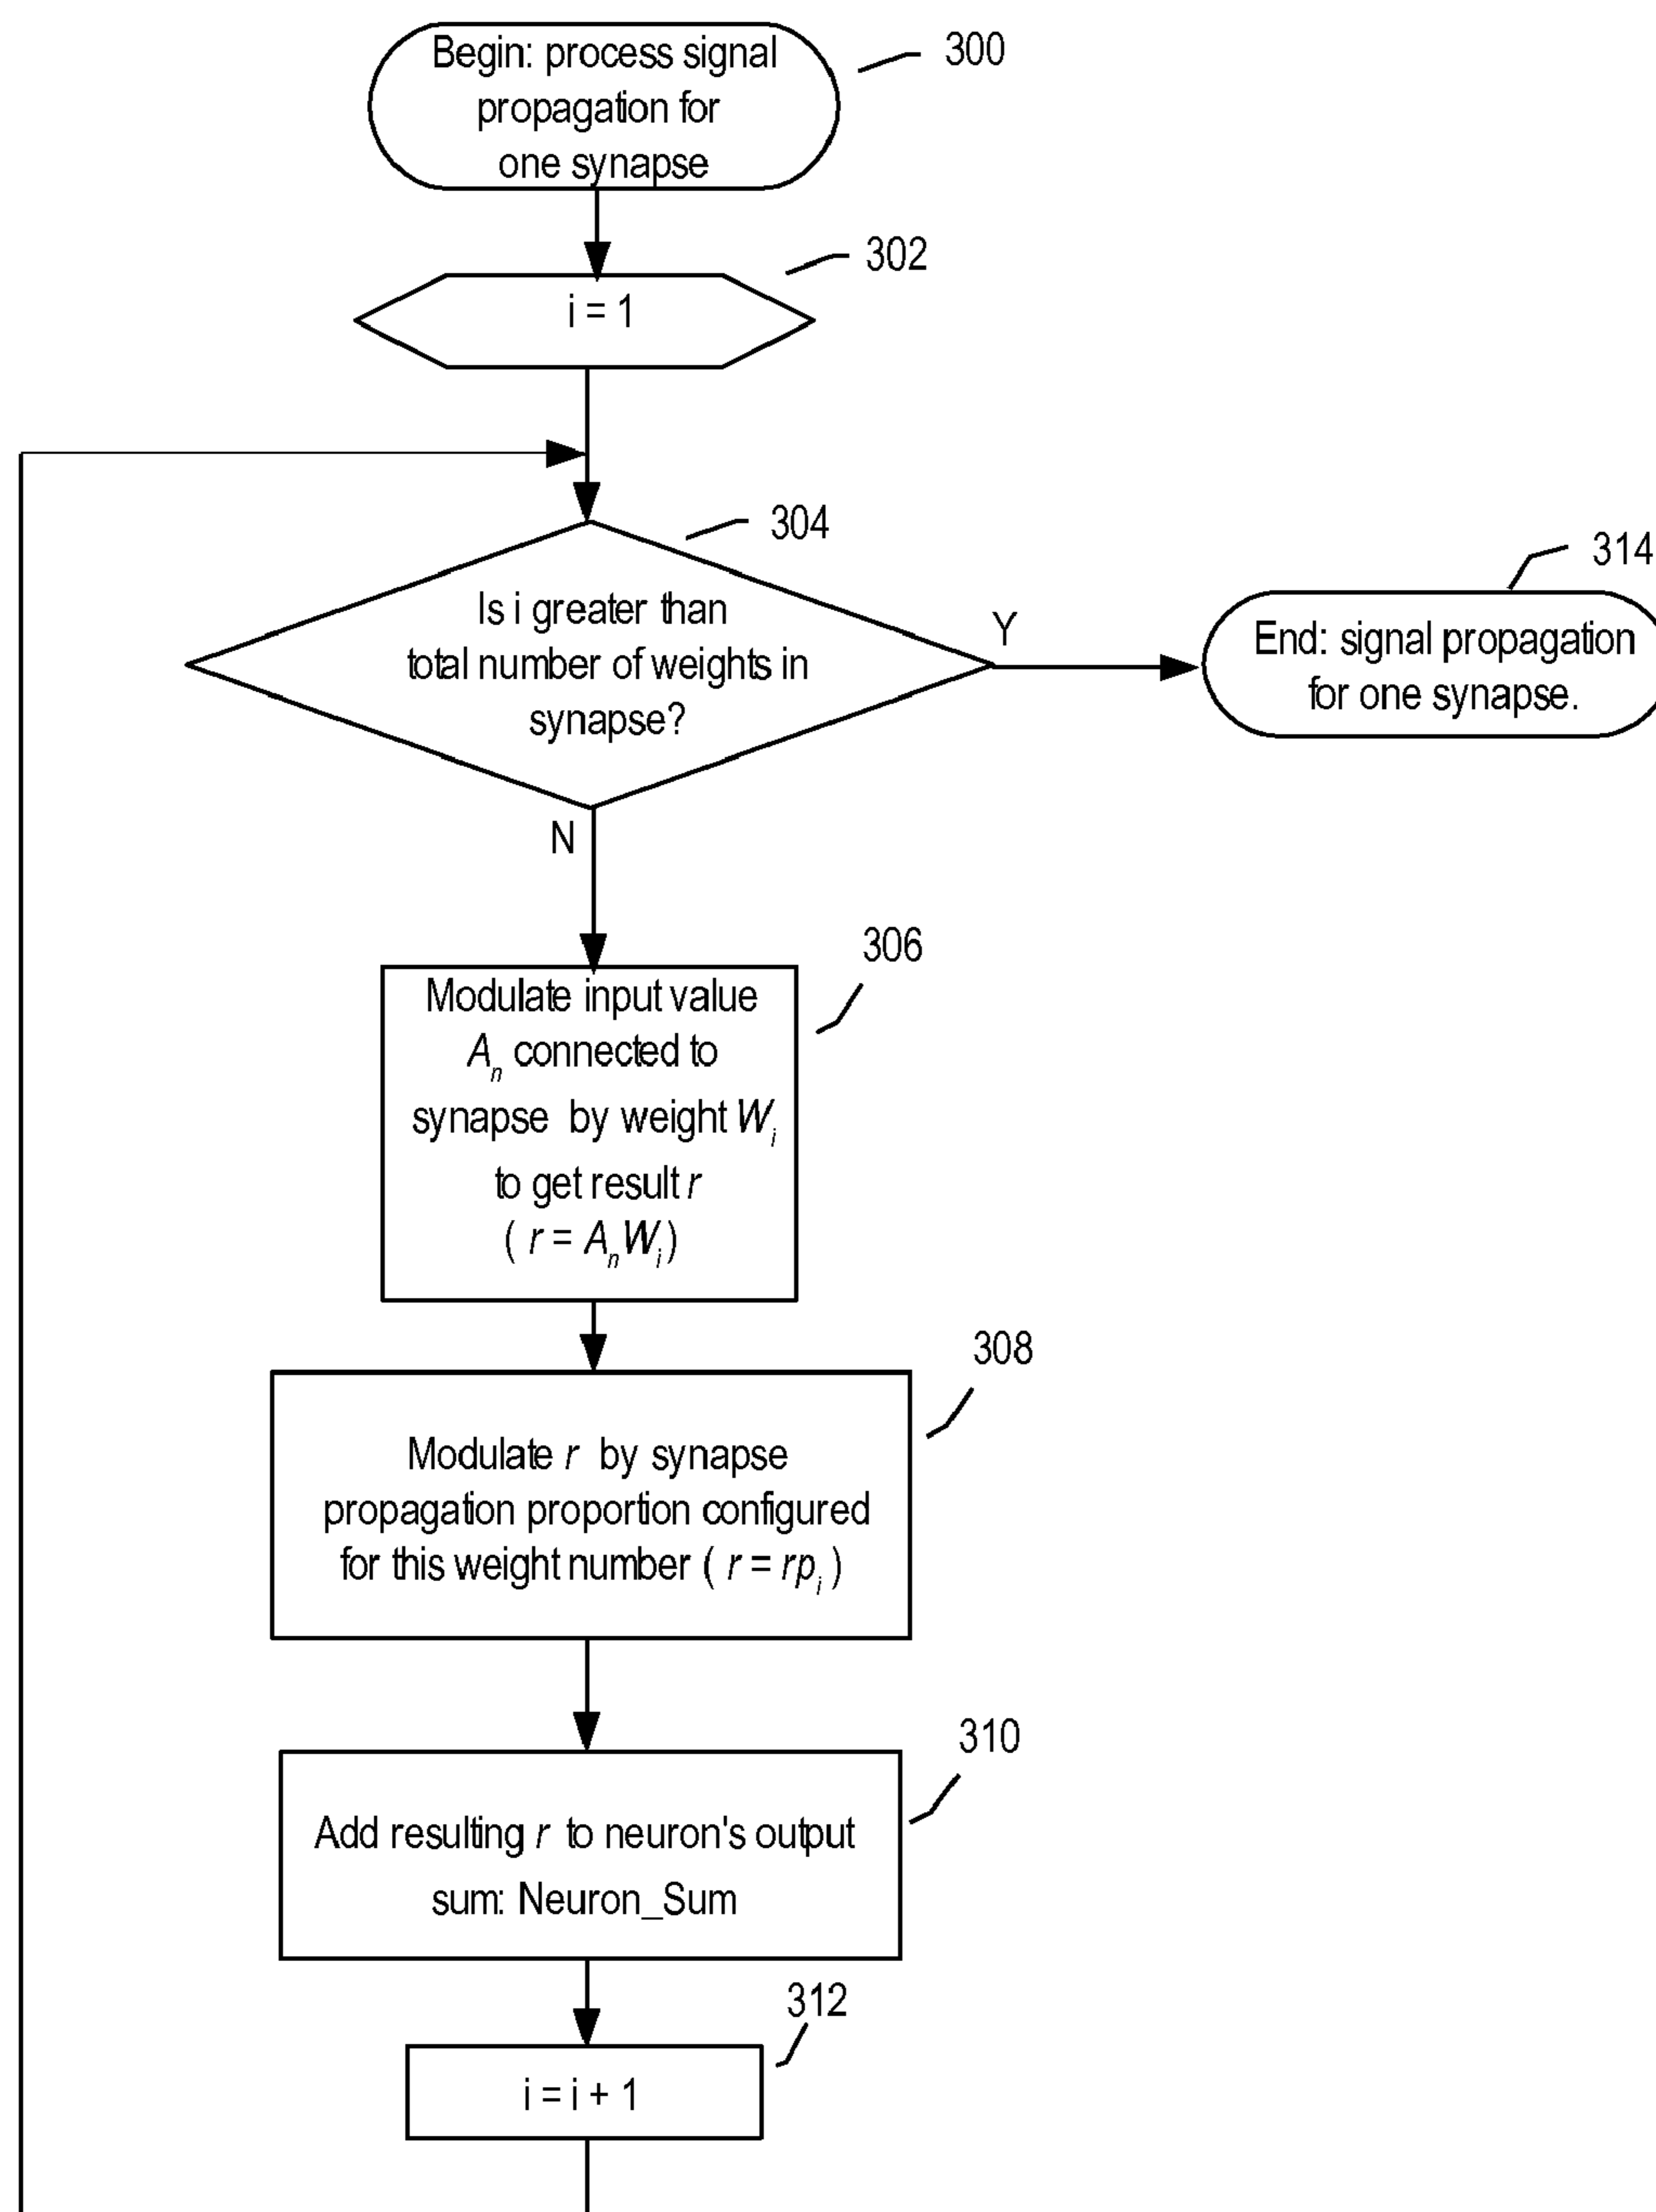 Begin: process signal
propagation for
one synapse
300
302
i = 1
304
Is i greater than
total number of weights in
synapse?
Y
314
End: signal propagation
for one synapse.
N
306
Modulate input value
Aₙ connected to
synapse by weight Wᵢ
to get result r
( r = AₙWᵢ)
308
Modulate r by synapse
propagation proportion configured
for this weight number ( r = rpᵢ )
310
Add resulting r to neuron's output
sum: Neuron_Sum
312
i = i + 1